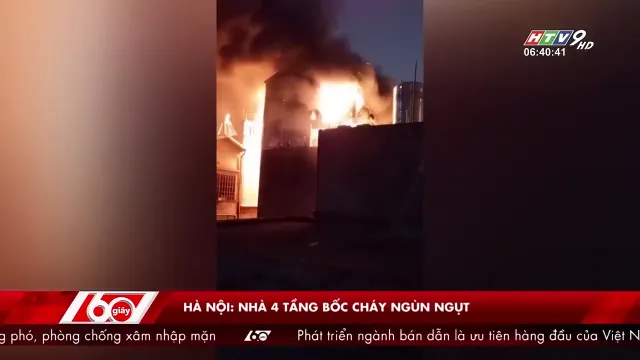 HTV9 HD
06:40:41
60 giây
HÀ NỘI: NHÀ 4 TẦNG BỐC CHÁY NGÙN NGỤT
phó, phòng chống xâm nhập mặn 60 Phát triển ngành bán dẫn là ưu tiên hàng đầu của Việt